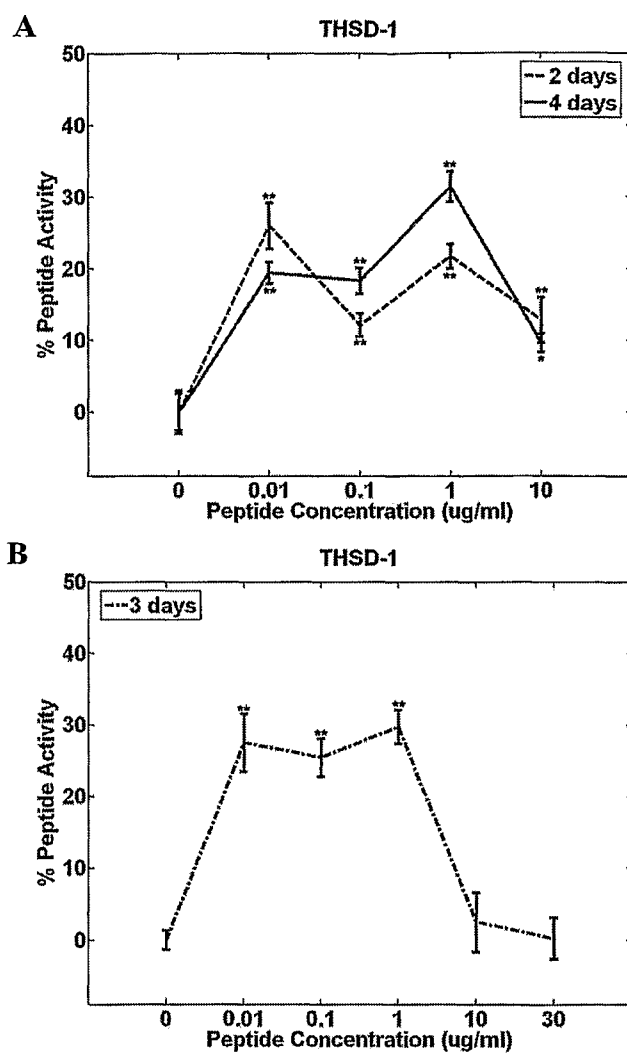 A
THSD-1
50
40
30
20
10
0
% Peptide Activity
2 days
4 days
**
**
**
**
**
**
**
*
0 0.01 0.1 1 10
Peptide Concentration (ug/ml)
B
THSD-1
50
40
30
20
10
0
% Peptide Activity
3 days
**
**
**
0 0.01 0.1 1 10 30
Peptide Concentration (ug/ml)